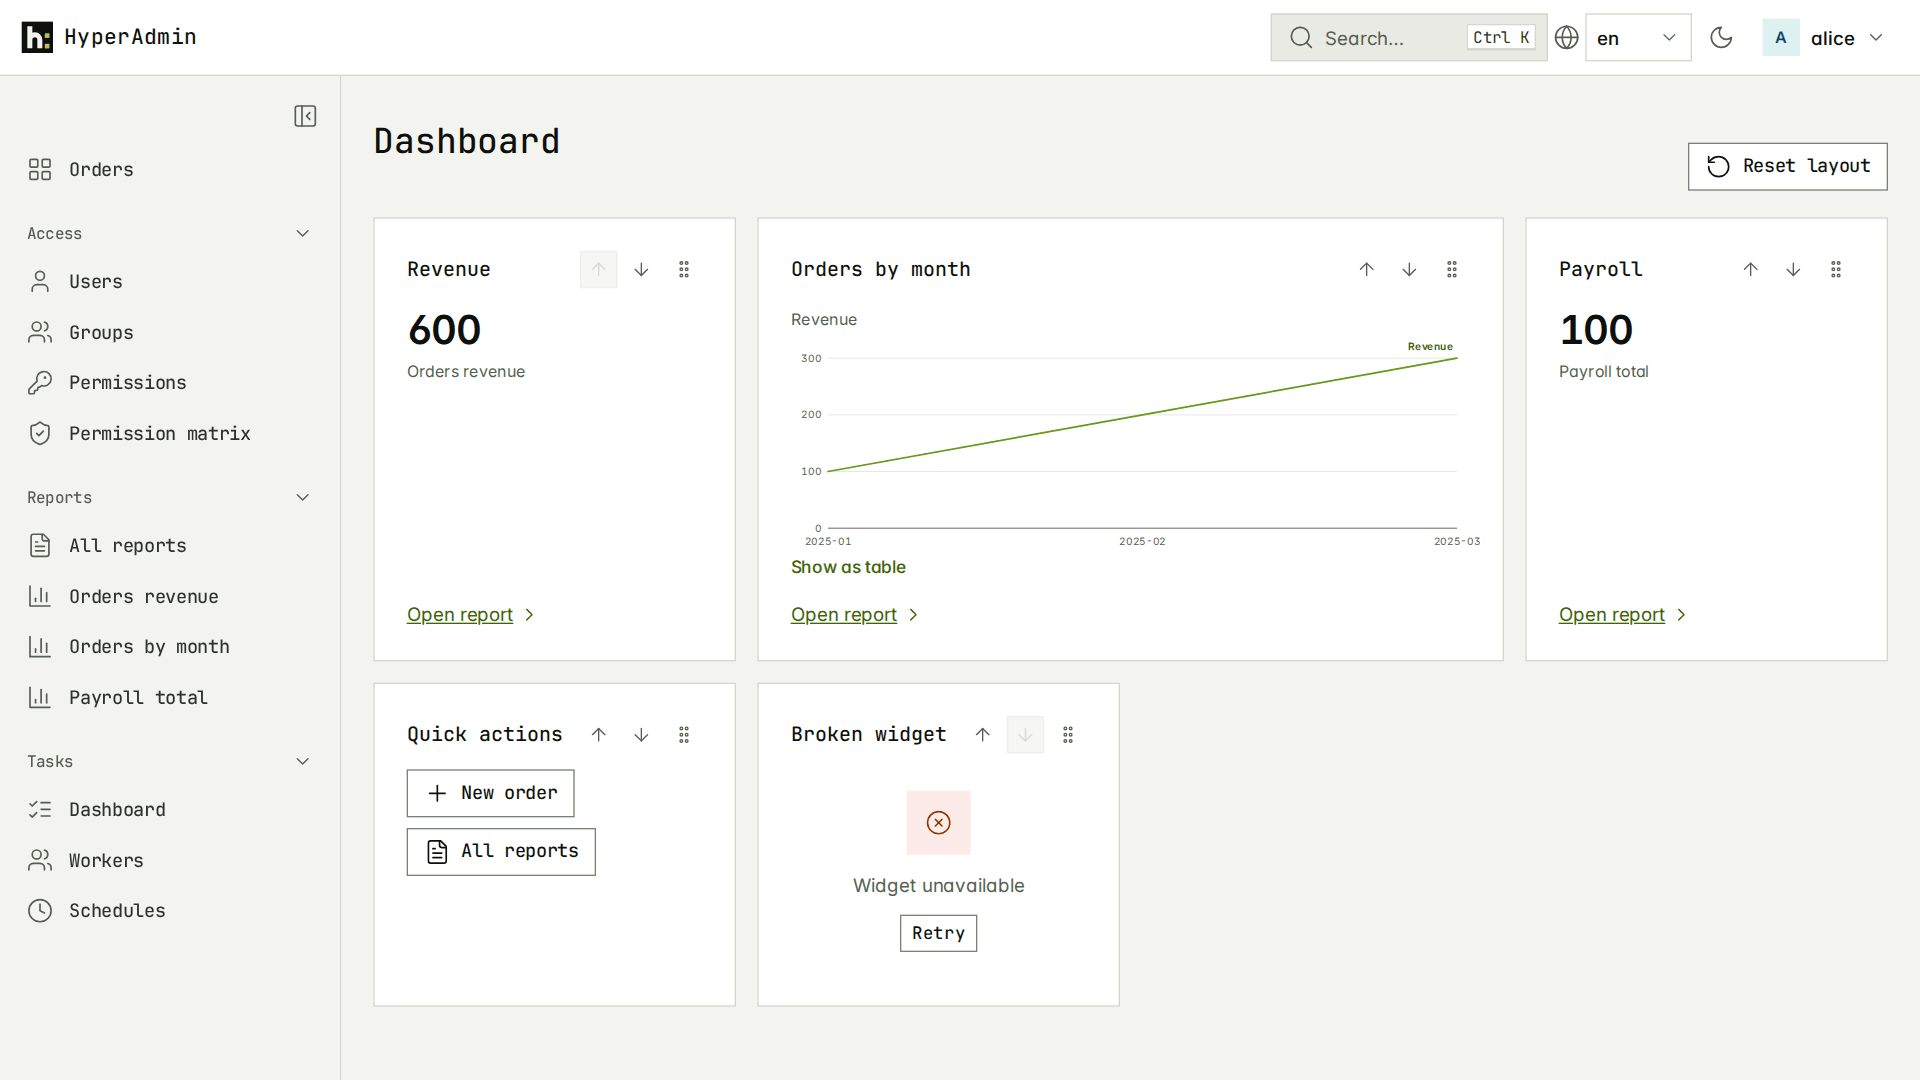 h: HyperAdmin
Search... Ctrl K
en
A alice
Orders
Access
Users
Groups
Permissions
Permission matrix
Reports
All reports
Orders revenue
Orders by month
Payroll total
Tasks
Dashboard
Workers
Schedules
Dashboard
Reset layout
Revenue
600
Orders revenue
Open report
Orders by month
Revenue
Revenue
300
200
100
0
2025-01 2025-02 2025-03
Show as table
Open report
Payroll
100
Payroll total
Open report
Quick actions
New order
All reports
Broken widget
Widget unavailable
Retry